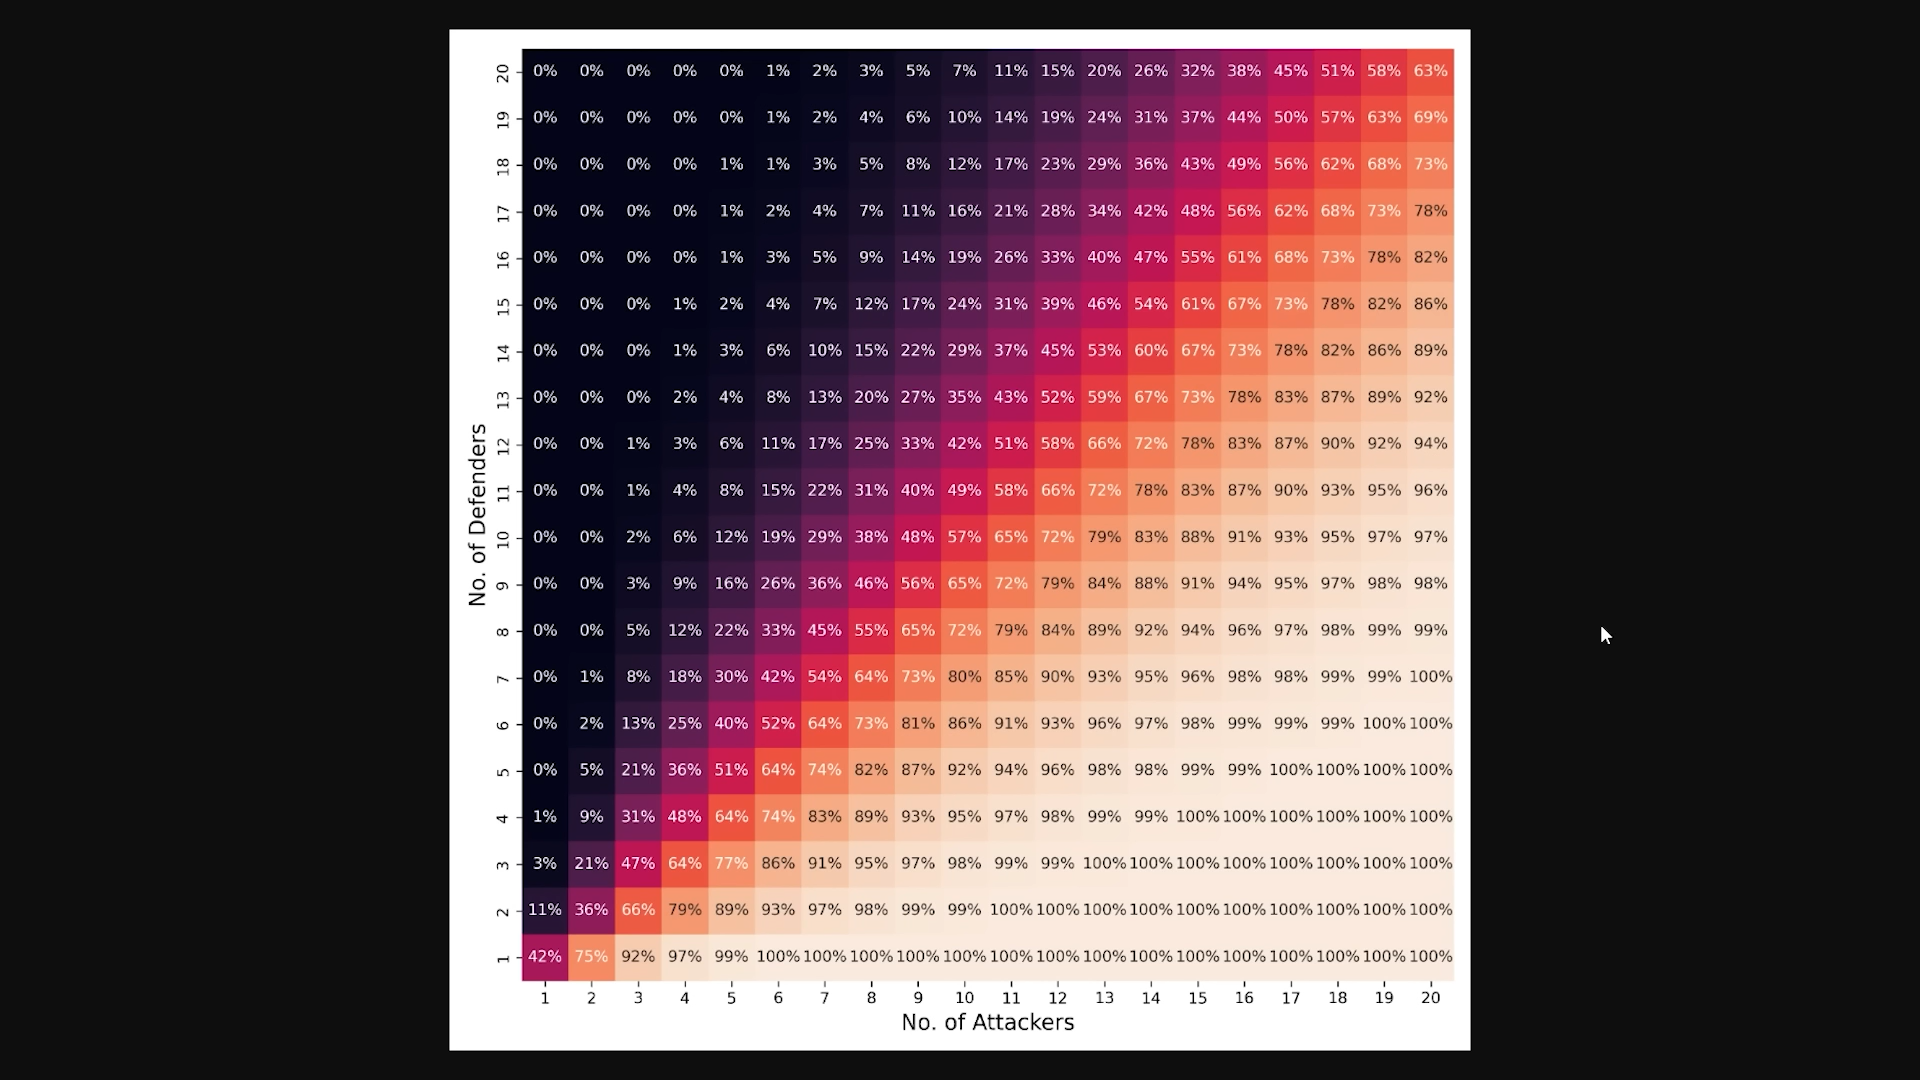 20 0% 0% 0% 0% 0% 1% 2% 3% 5% 7% 11% 15% 20% 26% 32% 38% 45% 51% 58% 63%
19 0% 0% 0% 0% 0% 1% 2% 4% 6% 10% 14% 19% 24% 31% 37% 44% 50% 57% 63% 69%
18 0% 0% 0% 0% 1% 1% 3% 5% 8% 12% 17% 23% 29% 36% 43% 49% 56% 62% 68% 73%
17 0% 0% 0% 0% 1% 2% 4% 7% 11% 16% 21% 28% 34% 42% 48% 56% 62% 68% 73% 78%
16 0% 0% 0% 0% 1% 3% 5% 9% 14% 19% 26% 33% 40% 47% 55% 61% 68% 73% 78% 82%
15 0% 0% 0% 1% 2% 4% 7% 12% 17% 24% 31% 39% 46% 54% 61% 67% 73% 78% 82% 86%
14 0% 0% 0% 1% 3% 6% 10% 15% 22% 29% 37% 45% 53% 60% 67% 73% 78% 82% 86% 89%
13 0% 0% 0% 2% 4% 8% 13% 20% 27% 35% 43% 52% 59% 67% 73% 78% 83% 87% 89% 92%
12 0% 0% 1% 3% 6% 11% 17% 25% 33% 42% 51% 58% 66% 72% 78% 83% 87% 90% 92% 94%
11 0% 0% 1% 4% 8% 15% 22% 31% 40% 49% 58% 66% 72% 78% 83% 87% 90% 93% 95% 96%
10 0% 0% 2% 6% 12% 19% 29% 38% 48% 57% 65% 72% 79% 83% 88% 91% 93% 95% 97% 97%
9 0% 0% 3% 9% 16% 26% 36% 46% 56% 65% 72% 79% 84% 88% 91% 94% 95% 97% 98% 98%
8 0% 0% 5% 12% 22% 33% 45% 55% 65% 72% 79% 84% 89% 92% 94% 96% 97% 98% 99% 99%
7 0% 1% 8% 18% 30% 42% 54% 64% 73% 80% 85% 90% 93% 95% 96% 98% 98% 99% 99% 100%
6 0% 2% 13% 25% 40% 52% 64% 73% 81% 86% 91% 93% 96% 97% 98% 99% 99% 99% 100% 100%
5 0% 5% 21% 36% 51% 64% 74% 82% 87% 92% 94% 96% 98% 98% 99% 99% 100% 100% 100% 100%
4 1% 9% 31% 48% 64% 74% 83% 89% 93% 95% 97% 98% 99% 99% 100% 100% 100% 100% 100% 100%
3 3% 21% 47% 64% 77% 86% 91% 95% 97% 98% 99% 99% 100% 100% 100% 100% 100% 100% 100% 100%
2 11% 36% 66% 79% 89% 93% 97% 98% 99% 99% 100% 100% 100% 100% 100% 100% 100% 100% 100% 100%
1 42% 75% 92% 97% 99% 100% 100% 100% 100% 100% 100% 100% 100% 100% 100% 100% 100% 100% 100% 100%
1 2 3 4 5 6 7 8 9 10 11 12 13 14 15 16 17 18 19 20
No. of Attackers
No. of Defenders